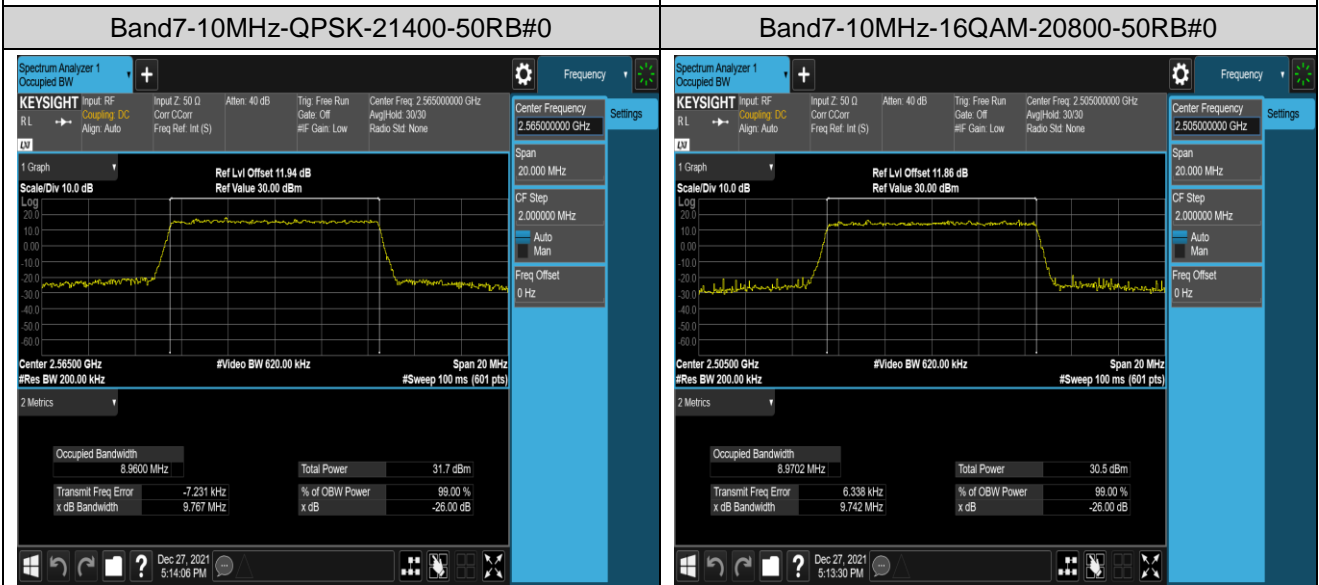 Band7-10MHz-QPSK-21400-50RB#0
Spectrum Analyzer 1
Occupied BW
+
Frequency
KEYSIGHT
RL
LXI
Input: RF
Coupling: DC
Align: Auto
Input Z: 50 Ω
Corr CCorr
Freq Ref: Int (S)
Atten: 40 dB
Trig: Free Run
Gate: Off
#IF Gain: Low
Center Freq: 2.565000000 GHz
Avg|Hold: 30/30
Radio Std: None
Center Frequency
2.565000000 GHz
Settings
Span
20.000 MHz
CF Step
2.000000 MHz
Auto
Man
Freq Offset
0 Hz
1 Graph
Scale/Div 10.0 dB
Ref Lvl Offset 11.94 dB
Ref Value 30.00 dBm
Log
20.0
10.0
0.00
-10.0
-20.0
-30.0
-40.0
-50.0
-60.0
Center 2.56500 GHz
#Res BW 200.00 kHz
#Video BW 620.00 kHz
Span 20 MHz
#Sweep 100 ms (601 pts)
2 Metrics
Occupied Bandwidth
8.9600 MHz
Total Power 31.7 dBm
Transmit Freq Error -7.231 kHz
% of OBW Power 99.00 %
x dB Bandwidth 9.767 MHz
x dB -26.00 dB
?
Dec 27, 2021
5:14:06 PM
Band7-10MHz-16QAM-20800-50RB#0
Spectrum Analyzer 1
Occupied BW
+
Frequency
KEYSIGHT
RL
LXI
Input: RF
Coupling: DC
Align: Auto
Input Z: 50 Ω
Corr CCorr
Freq Ref: Int (S)
Atten: 40 dB
Trig: Free Run
Gate: Off
#IF Gain: Low
Center Freq: 2.505000000 GHz
Avg|Hold: 30/30
Radio Std: None
Center Frequency
2.505000000 GHz
Settings
Span
20.000 MHz
CF Step
2.000000 MHz
Auto
Man
Freq Offset
0 Hz
1 Graph
Scale/Div 10.0 dB
Ref Lvl Offset 11.86 dB
Ref Value 30.00 dBm
Log
20.0
10.0
0.00
-10.0
-20.0
-30.0
-40.0
-50.0
-60.0
Center 2.50500 GHz
#Res BW 200.00 kHz
#Video BW 620.00 kHz
Span 20 MHz
#Sweep 100 ms (601 pts)
2 Metrics
Occupied Bandwidth
8.9702 MHz
Total Power 30.5 dBm
Transmit Freq Error 6.338 kHz
% of OBW Power 99.00 %
x dB Bandwidth 9.742 MHz
x dB -26.00 dB
?
Dec 27, 2021
5:13:30 PM